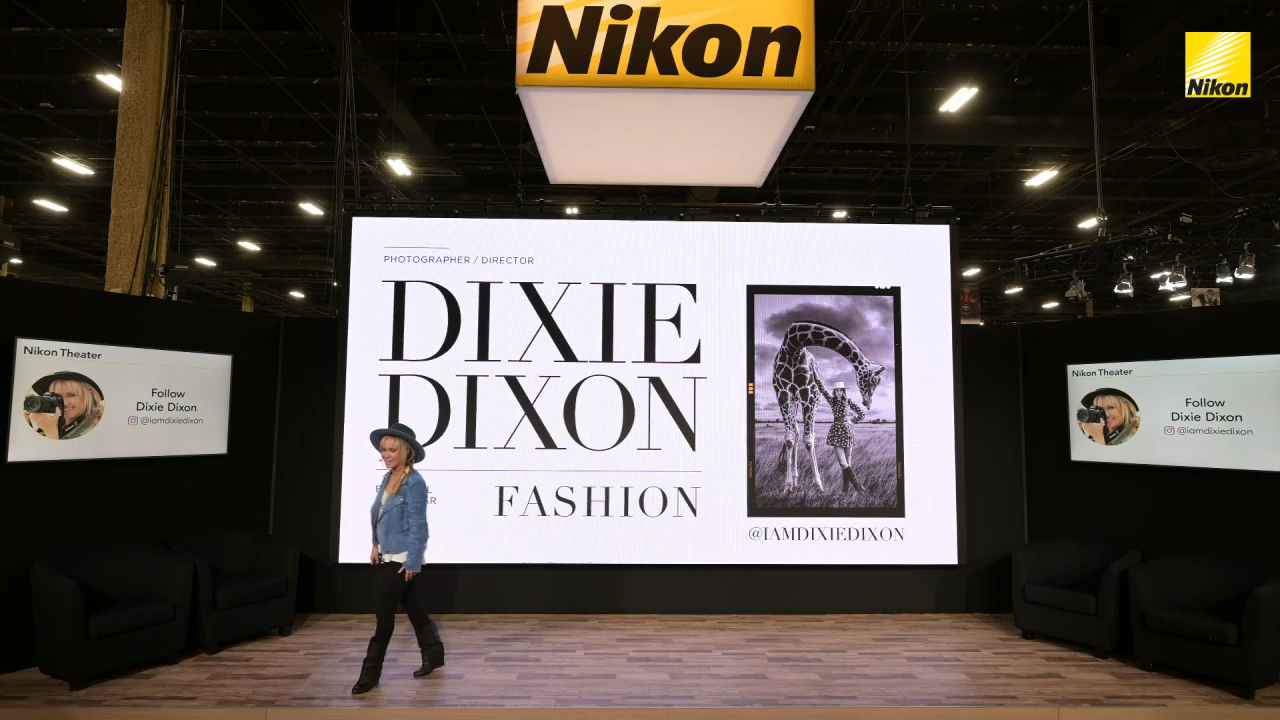 Nikon
Nikon
PHOTOGRAPHER / DIRECTOR
DIXIE
DIXON
FASHION
@IAMDIXIEDIXON
Nikon Theater
Follow
Dixie Dixon
@iamdixiedixon
Nikon Theater
Follow
Dixie Dixon
@iamdixiedixon